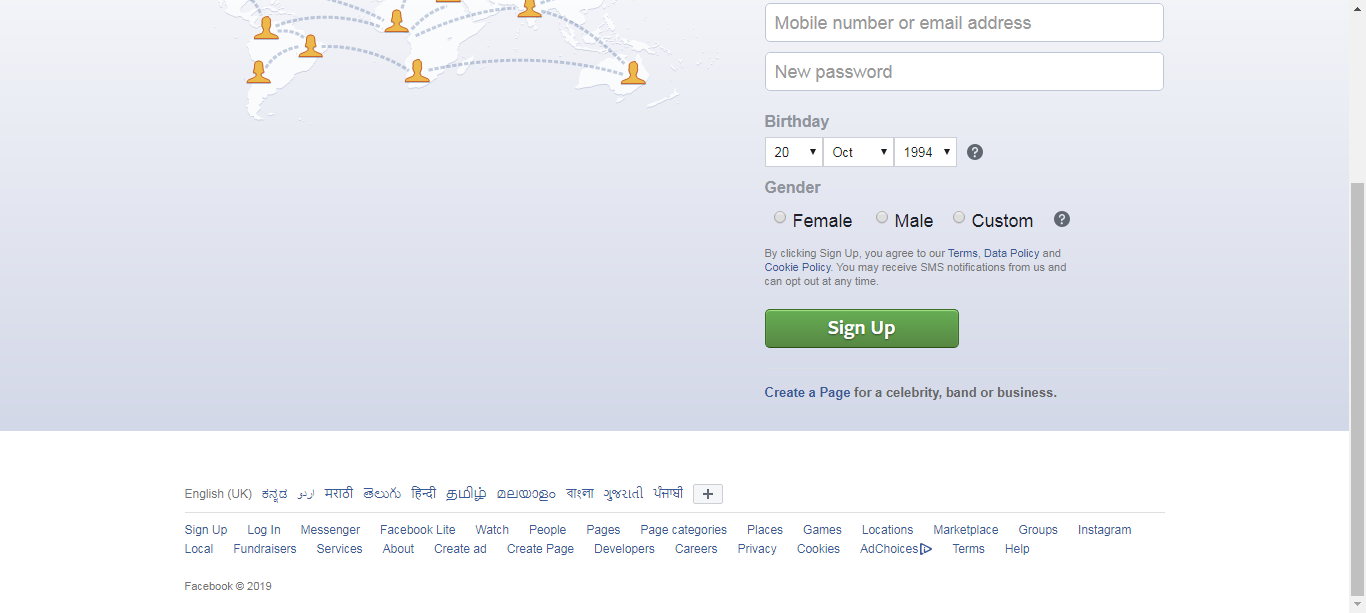 Mobile number or email address
New password
Birthday
20 Oct 1994
Gender
Female Male Custom
By clicking Sign Up, you agree to our Terms, Data Policy and
Cookie Policy. You may receive SMS notifications from us and
can opt out at any time.
Sign Up
Create a Page for a celebrity, band or business.
English (UK) ಕನ್ನಡ اردو मराठी తెలుగు हिन्दी தமிழ் മലയാളം বাংলা ગુજરાતી ਪੰਜਾਬੀ +
Sign Up Log In Messenger Facebook Lite Watch People Pages Page categories Places Games Locations Marketplace Groups Instagram
Local Fundraisers Services About Create ad Create Page Developers Careers Privacy Cookies AdChoices Terms Help
Facebook © 2019